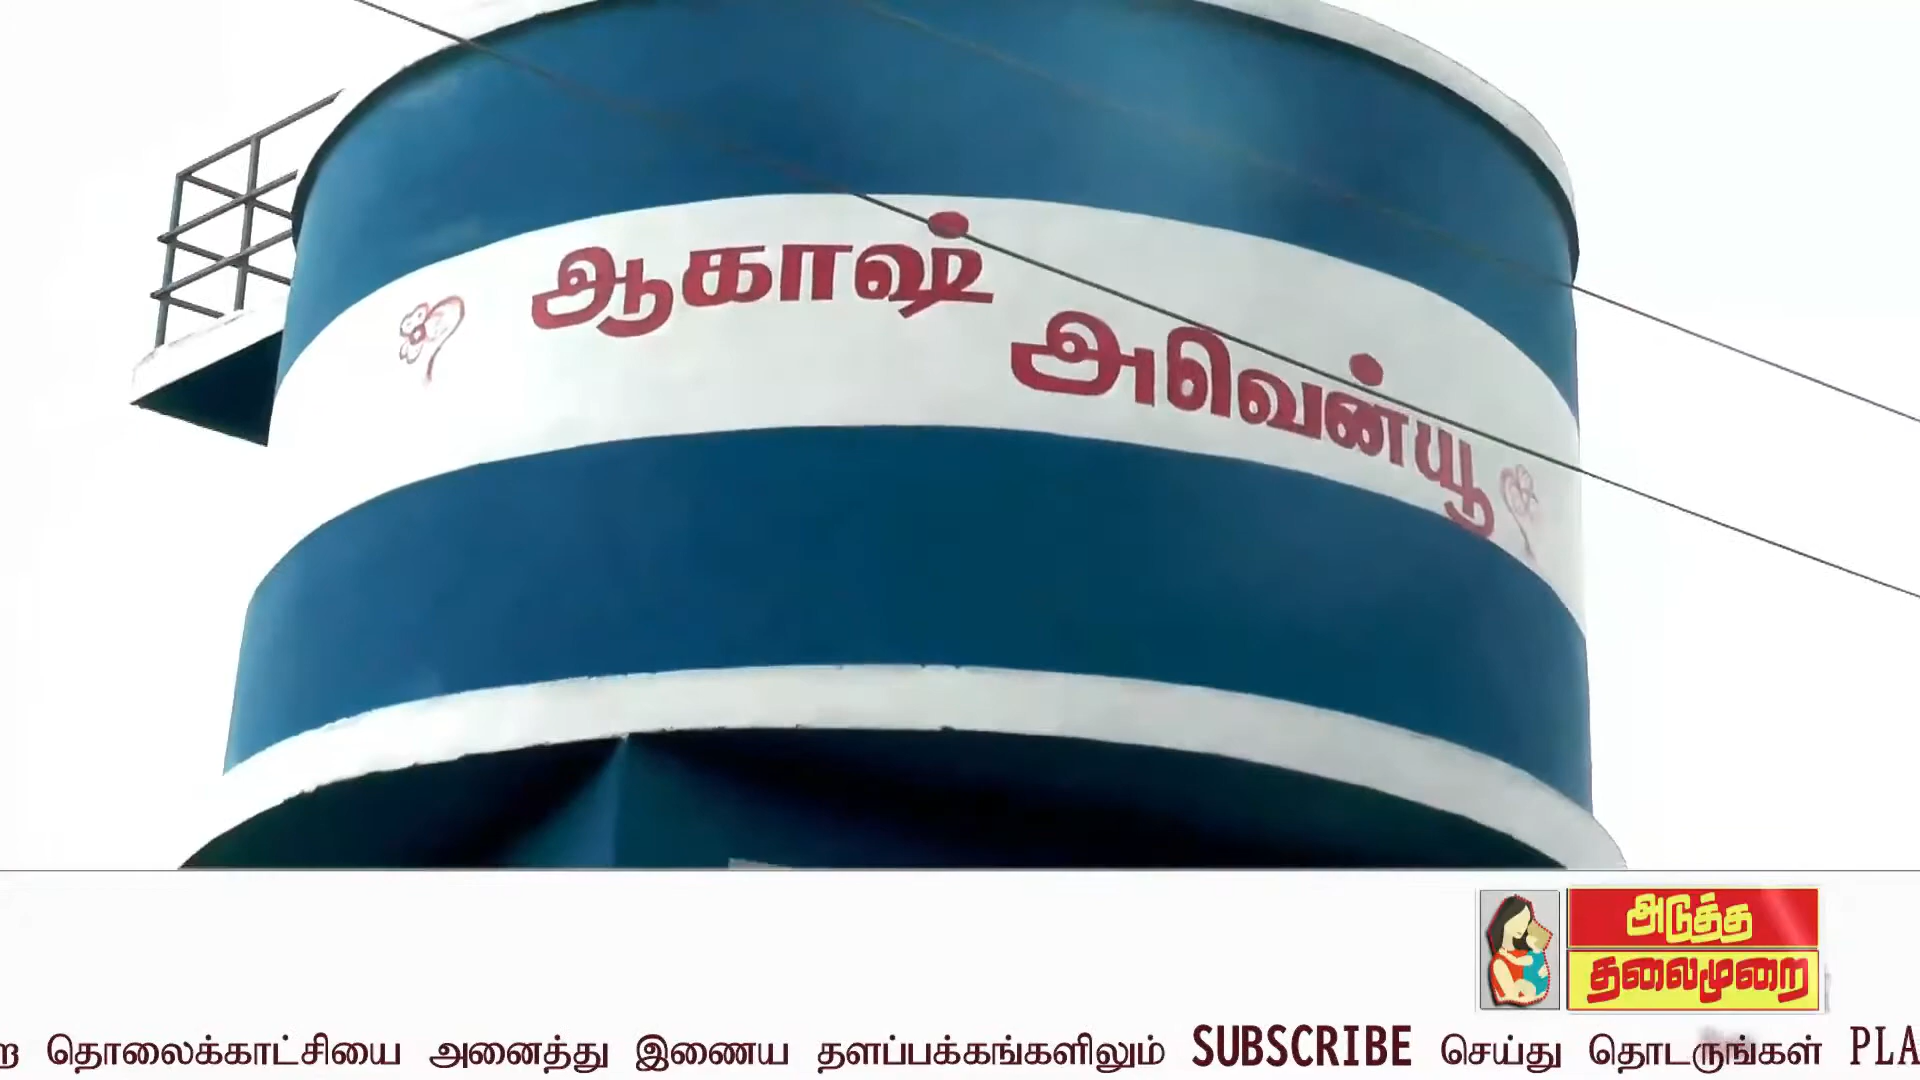 ஆகாஷ்
அவென்யூ
அடுத்த
தலைமுறை
தொலைக்காட்சியை அனைத்து இணைய தளப்பக்கங்களிலும் SUBSCRIBE செய்து தொடருங்கள்